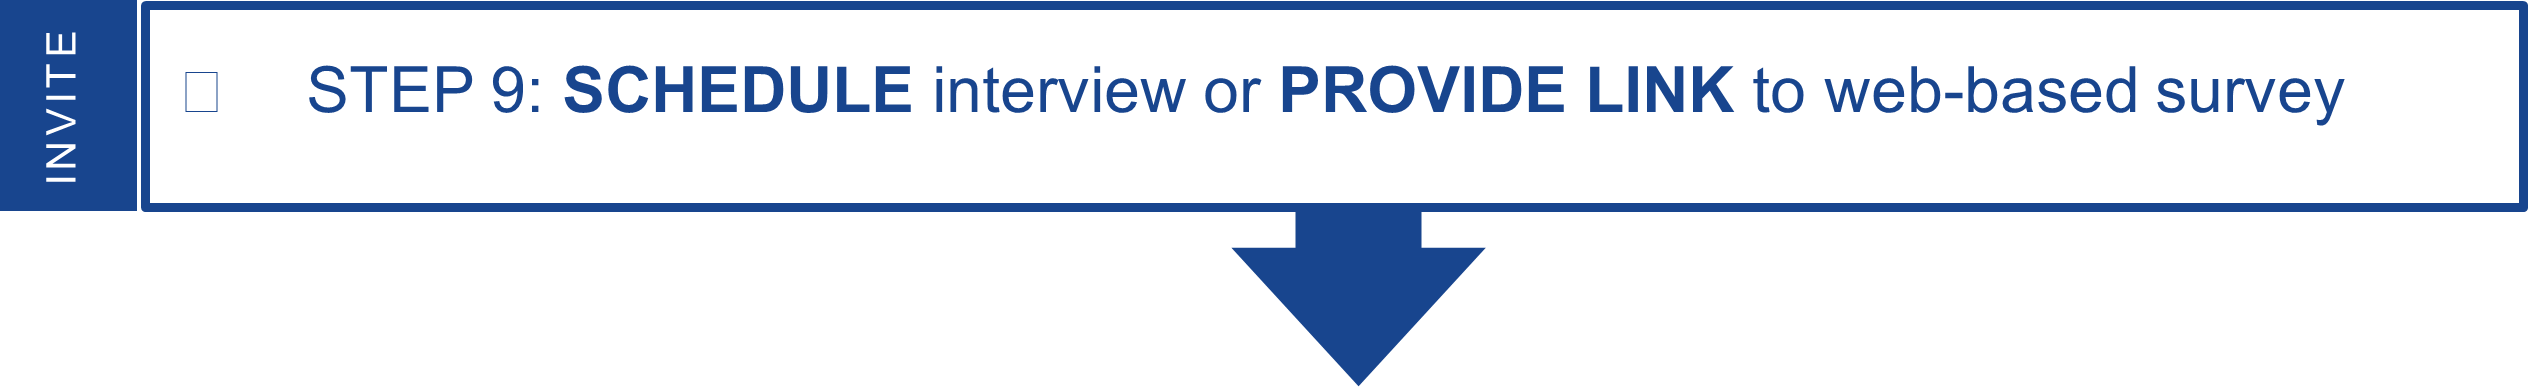 INVITE
☐ STEP 9: SCHEDULE interview or PROVIDE LINK to web-based survey